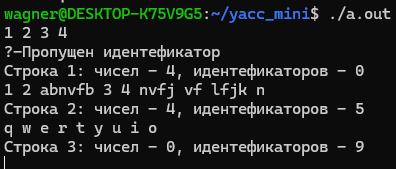 wagner@DESKTOP-K75V9G5:~/yacc_mini$ ./a.out
1 2 3 4
?-Пропущен идентефикатор
Строка 1: чисел - 4, идентефикаторов - 0
1 2 abnvfb 3 4 nvfj vf lfjk n
Строка 2: чисел - 4, идентефикаторов - 5
q w e r t y u i o
Строка 3: чисел - 0, идентефикаторов - 9